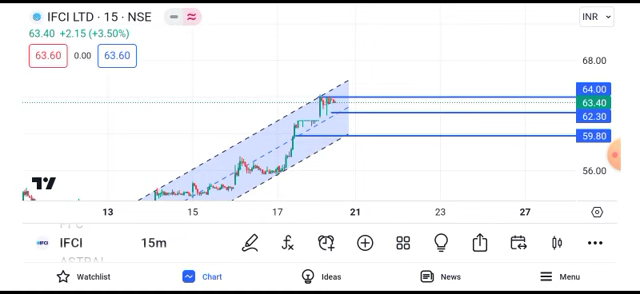 IFCI LTD · 15 · NSE
INR
63.40 +2.15 (+3.50%)
63.60 0.00 63.60
68.00
64.00
63.40
62.30
59.80
56.00
13 15 17 21 23 27
IFCI 15m
ASTRAL
Watchlist Chart Ideas News Menu